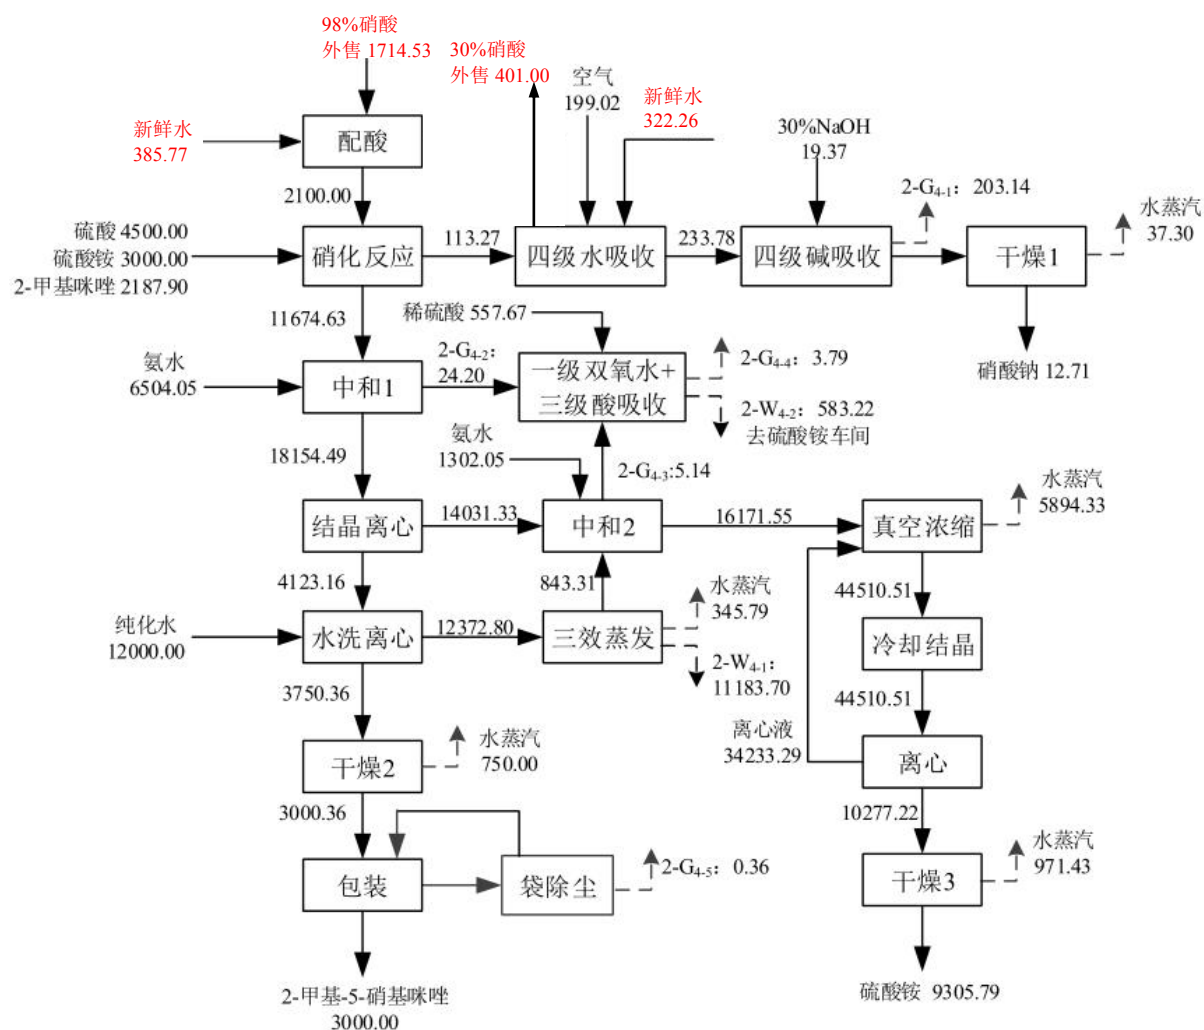 98%硝酸
外售 1714.53
30%硝酸
外售 401.00
空气
199.02
新鲜水
322.26
30%NaOH
19.37
新鲜水
385.77
配酸
2100.00
2-G4-1：203.14
水蒸汽
37.30
硫酸 4500.00
硫酸铵 3000.00
2-甲基咪唑 2187.90
硝化反应
113.27
四级水吸收
233.78
四级碱吸收
干燥1
11674.63
稀硫酸 557.67
硝酸钠 12.71
氨水
6504.05
中和1
2-G4-2：
24.20
一级双氧水+
三级酸吸收
2-G4-4：3.79
2-W4-2：583.22
去硫酸铵车间
18154.49
氨水
1302.05
2-G4-3:5.14
结晶离心
14031.33
中和2
16171.55
真空浓缩
水蒸汽
5894.33
4123.16
843.31
水蒸汽
345.79
44510.51
纯化水
12000.00
水洗离心
12372.80
三效蒸发
2-W4-1：
11183.70
冷却结晶
3750.36
44510.51
干燥2
水蒸汽
750.00
离心液
34233.29
离心
3000.36
10277.22
包装
袋除尘
2-G4-5：0.36
干燥3
水蒸汽
971.43
2-甲基-5-硝基咪唑
3000.00
硫酸铵 9305.79